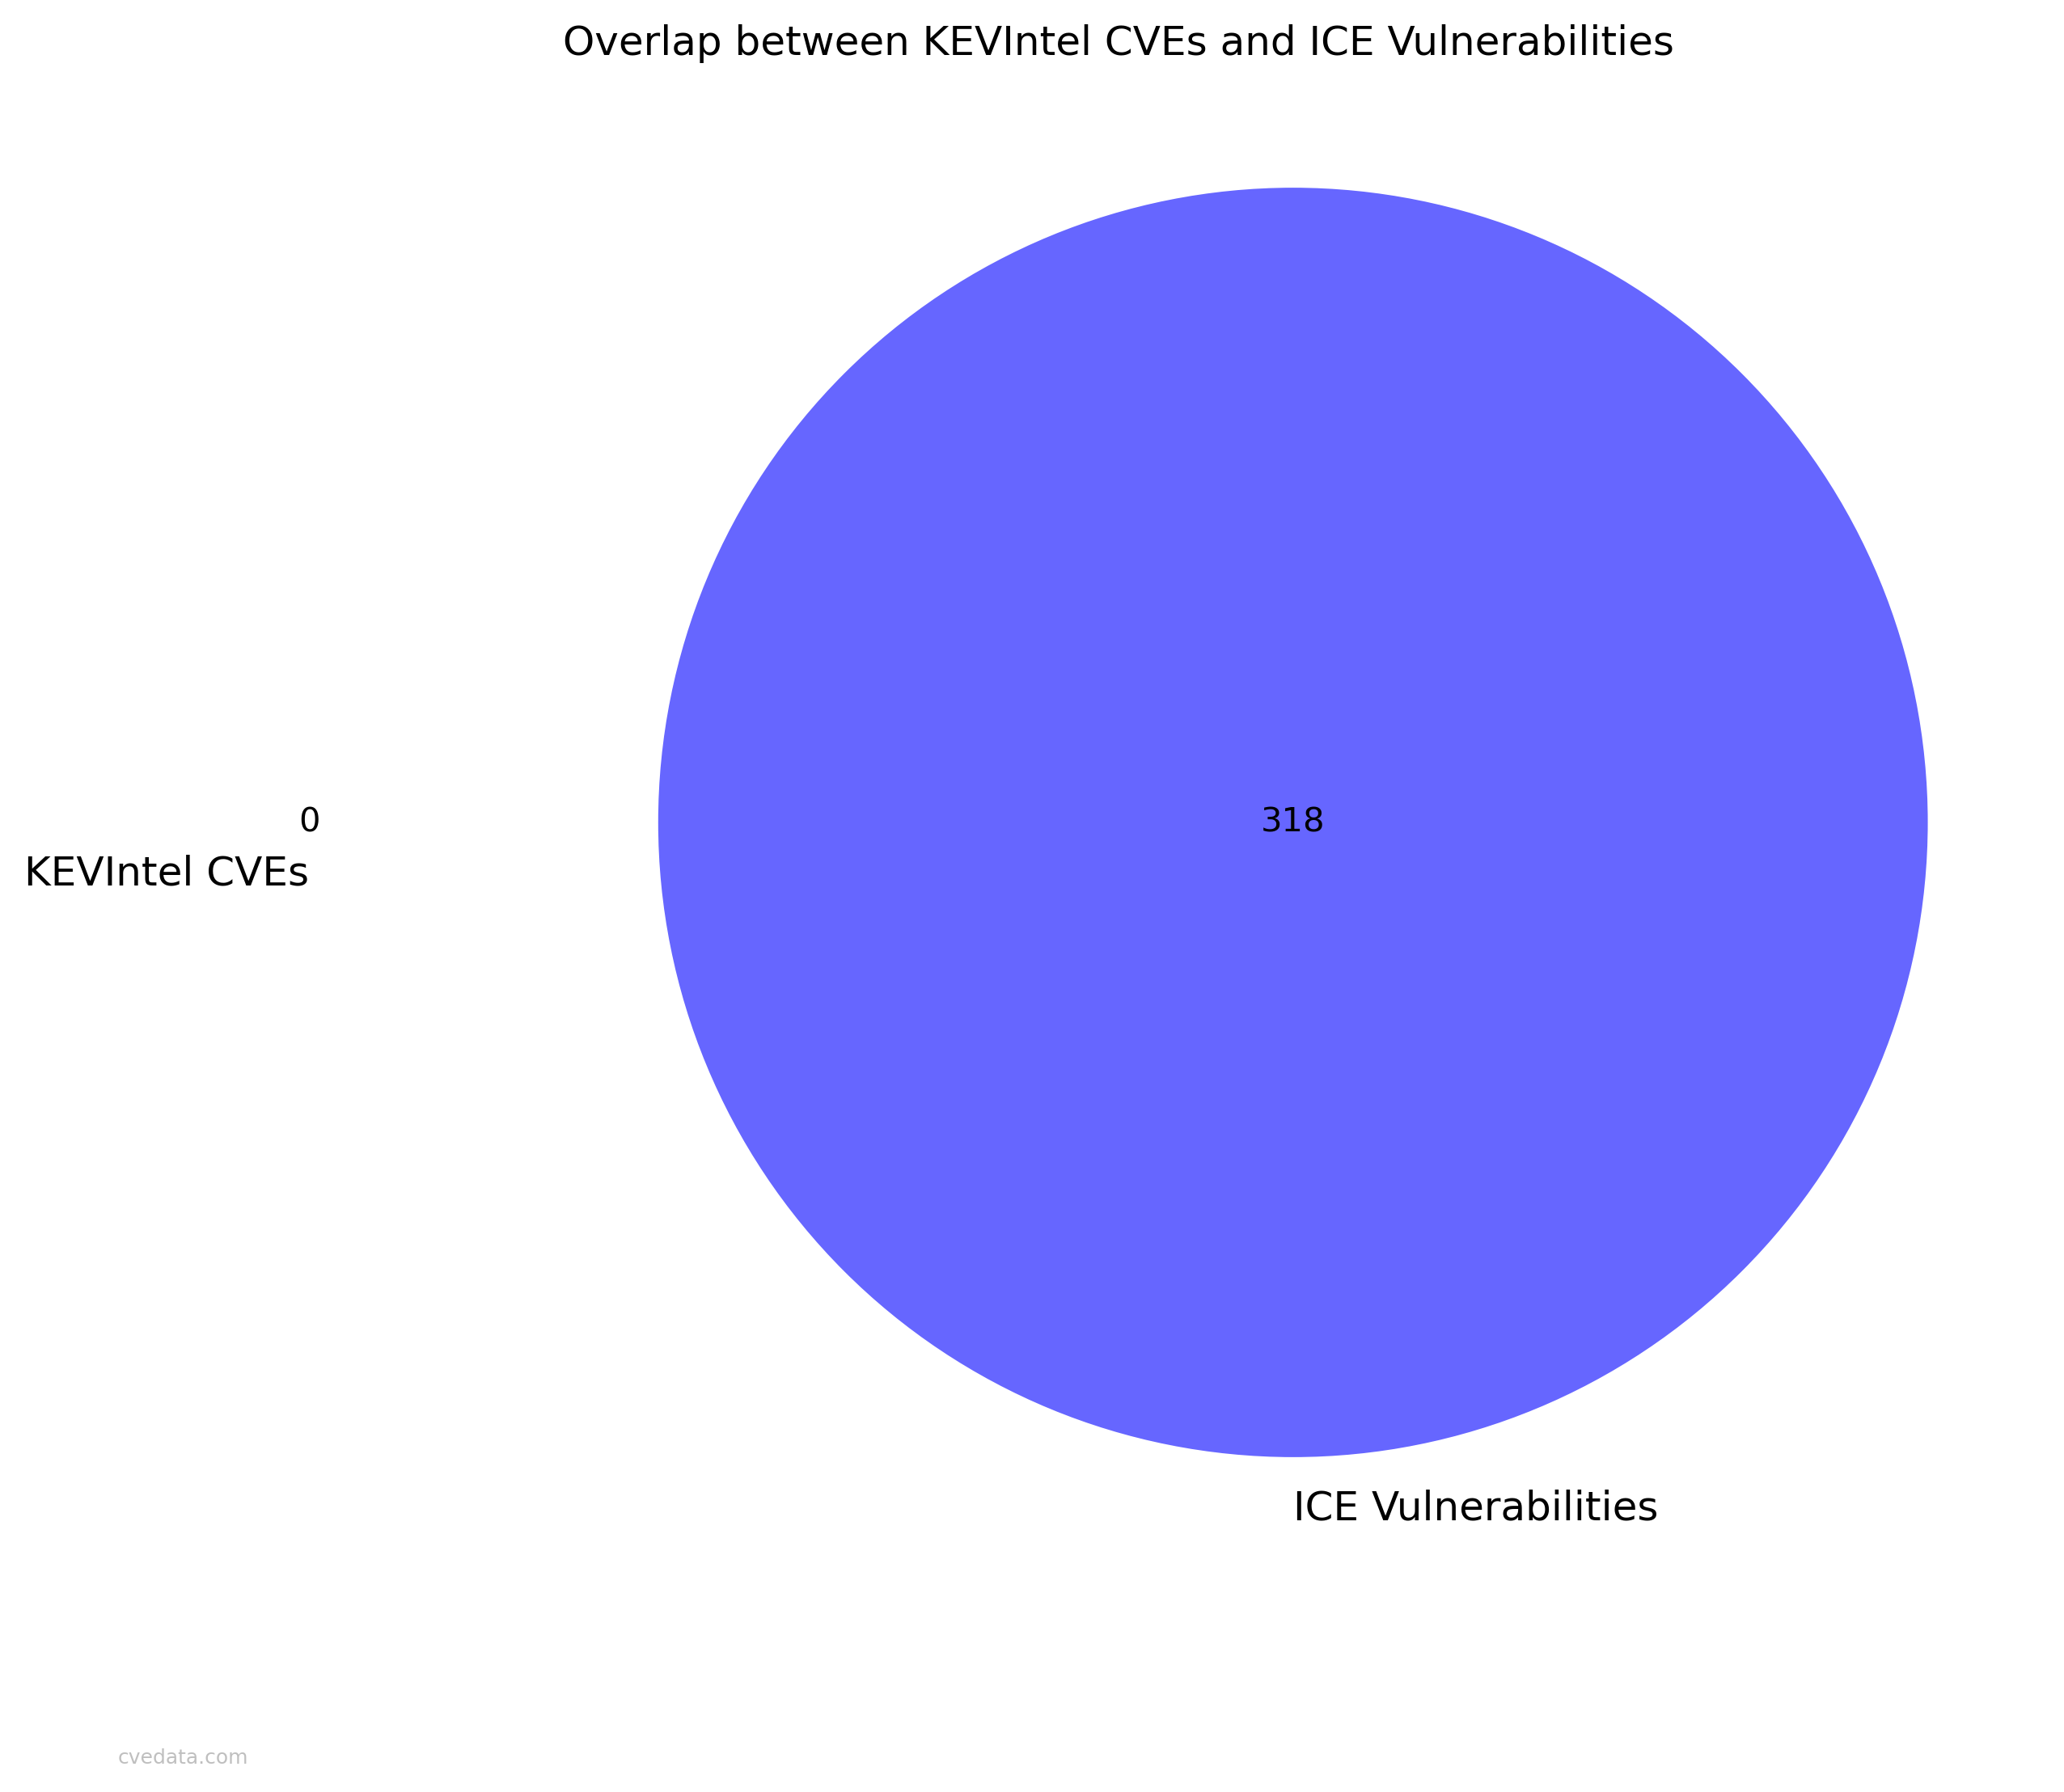 Overlap between KEVIntel CVEs and ICE Vulnerabilities
0
318
KEVIntel CVEs
ICE Vulnerabilities
cvedata.com